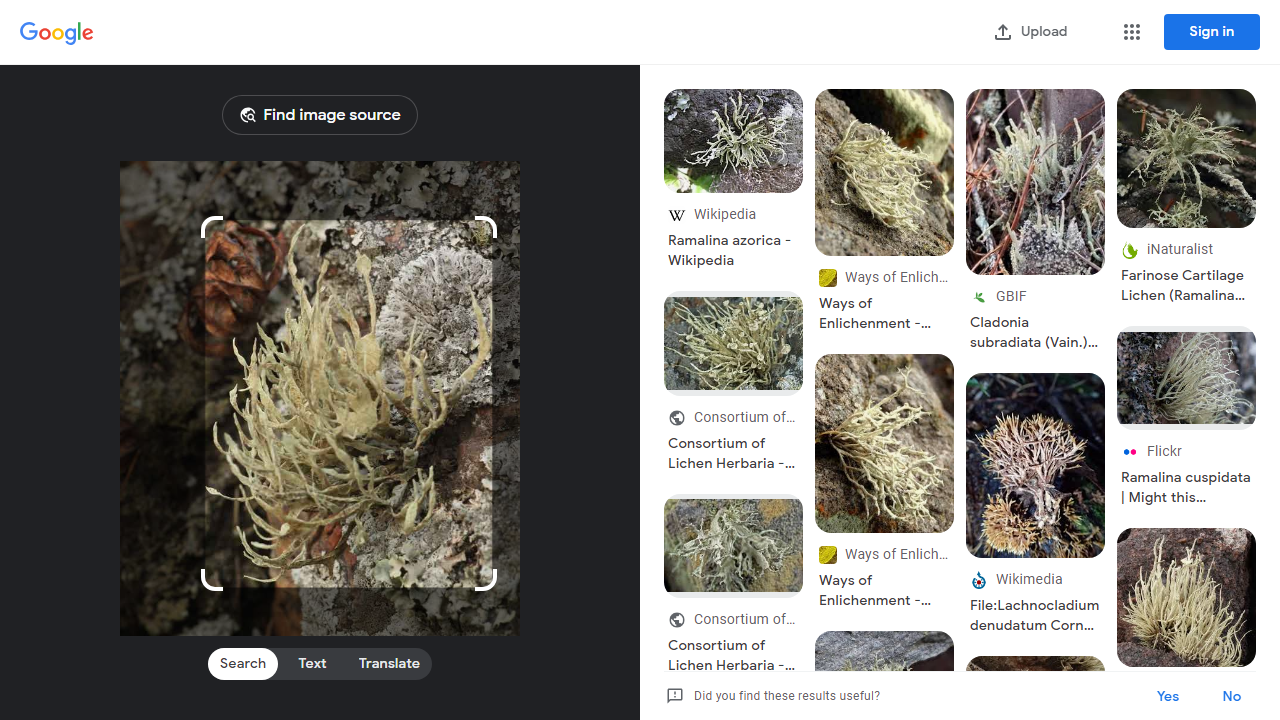 Google
Upload
Sign in
Find image source
Search
Text
Translate
Wikipedia
Ramalina azorica -
Wikipedia
Consortium of...
Consortium of
Lichen Herbaria -...
Consortium of...
Consortium of
Lichen Herbaria -...
Ways of Enlich...
Ways of
Enlichenment -...
Ways of Enlich...
Ways of
Enlichenment -...
GBIF
Cladonia
subradiata (Vain.)...
Wikimedia
File:Lachnocladium
denudatum Corn...
iNaturalist
Farinose Cartilage
Lichen (Ramalina...
Flickr
Ramalina cuspidata
| Might this...
Did you find these results useful?
Yes
No